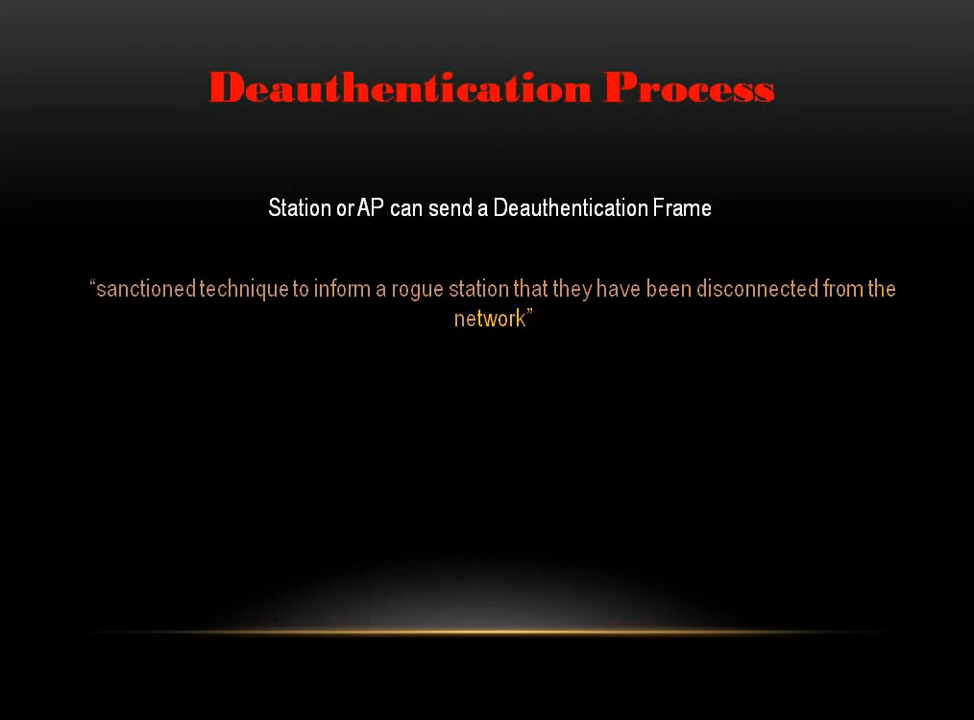 Deauthentication Process
Station or AP can send a Deauthentication Frame
“sanctioned technique to inform a rogue station that they have been disconnected from the
network”